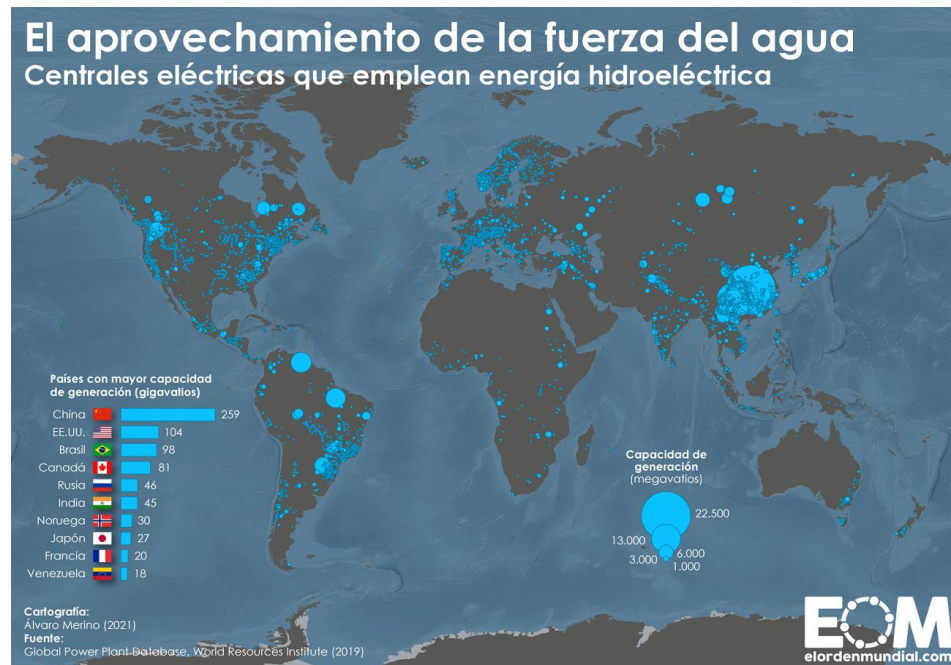 El aprovechamiento de la fuerza del agua
Centrales eléctricas que emplean energía hidroeléctrica
Países con mayor capacidad
de generación (gigavatios)
China 259
EE.UU. 104
Brasil 98
Canadá 81
Rusia 46
India 45
Noruega 30
Japón 27
Francia 20
Venezuela 18
Capacidad de
generación
(megavatios)
22.500
13.000
6.000
3.000
1.000
Cartografía:
Álvaro Merino (2021)
Fuente:
Global Power Plant Database, World Resources Institute (2019)
EOM
elordenmundial.com